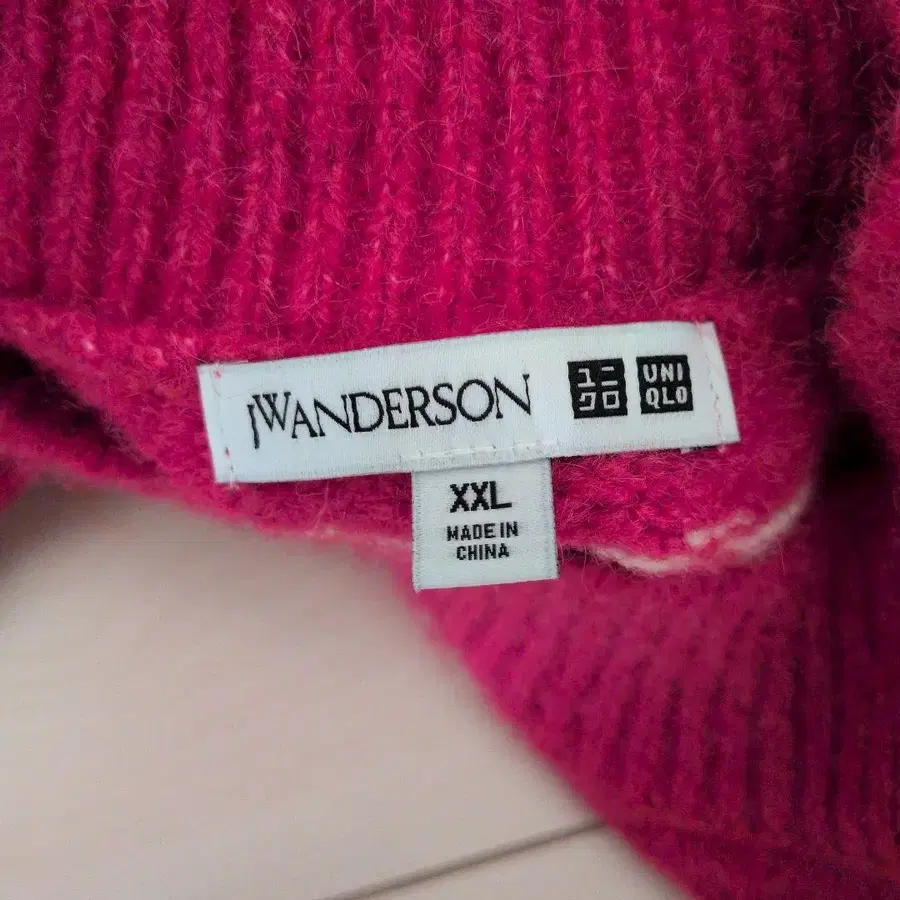 JWANDERSON
ユニ
クロ
UNI
QLO
XXL
MADE IN
CHINA